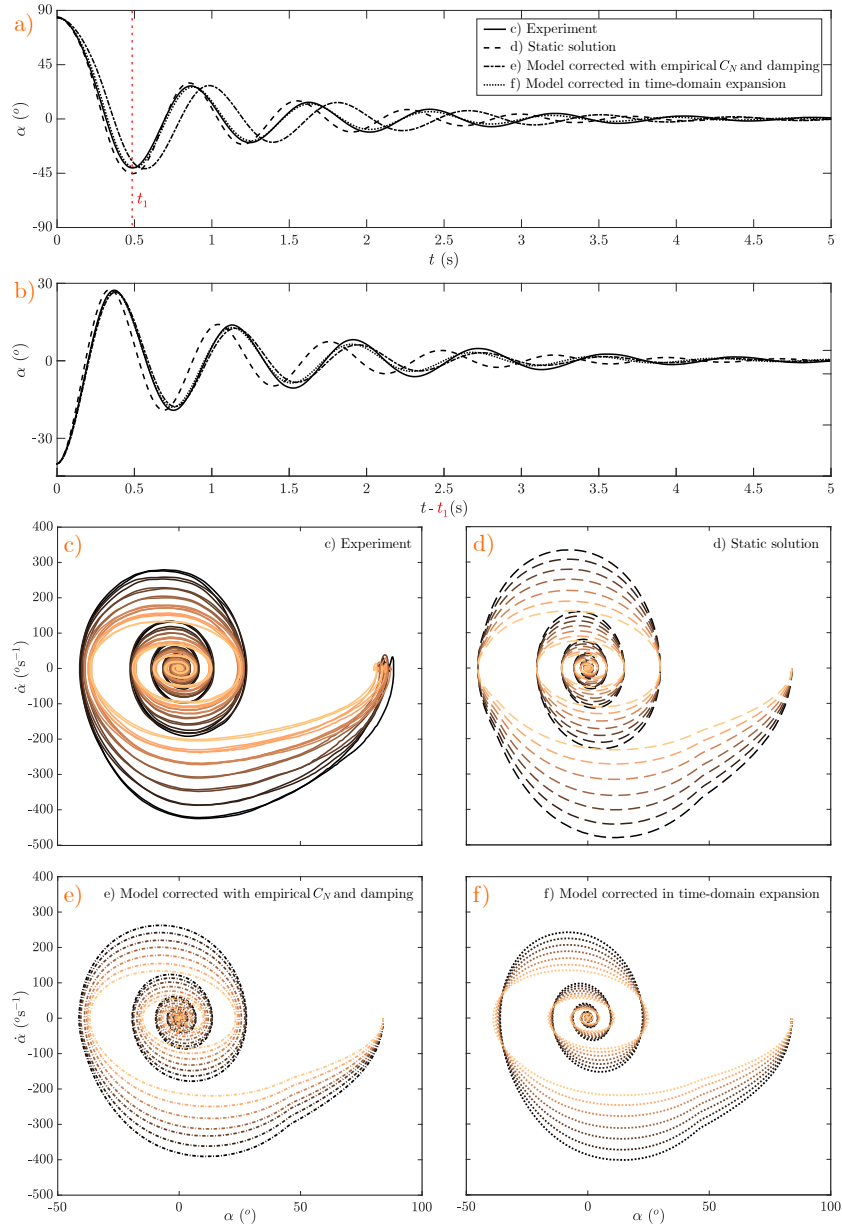 a)
90
45
0
-45
-90
α (°)
c) Experiment
d) Static solution
e) Model corrected with empirical C_N and damping
f) Model corrected in time-domain expansion
t₁
0 0.5 1 1.5 2 2.5 3 3.5 4 4.5 5
t (s)
b)
30
0
-30
α (°)
0 0.5 1 1.5 2 2.5 3 3.5 4 4.5 5
t - t₁(s)
c)
c) Experiment
400
300
200
100
0
-100
-200
-300
-400
-500
α̇ (°s⁻¹)
d)
d) Static solution
e)
e) Model corrected with empirical C_N and damping
400
300
200
100
0
-100
-200
-300
-400
-500
α̇ (°s⁻¹)
-50 0 50 100
α (°)
f)
f) Model corrected in time-domain expansion
-50 0 50 100
α (°)